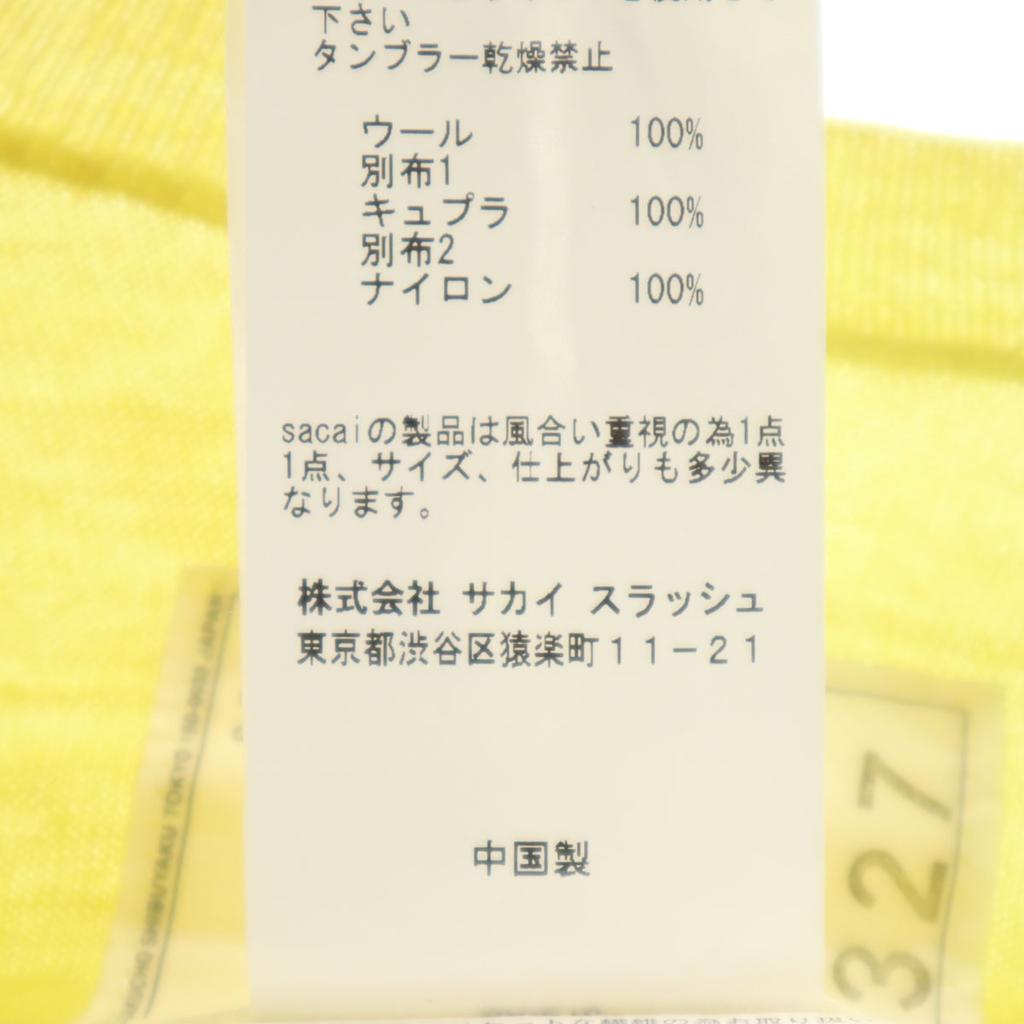 下さい
タンブラー乾燥禁止
ウール 100%
別布1
キュプラ 100%
別布2
ナイロン 100%
sacaiの製品は風合い重視の為1点
1点、サイズ、仕上がりも多少異
なります。
株式会社 サカイ スラッシュ
東京都渋谷区猿楽町11-21
中国製
SHIBUYAKU TOKYO 150-0033 JAPAN
327